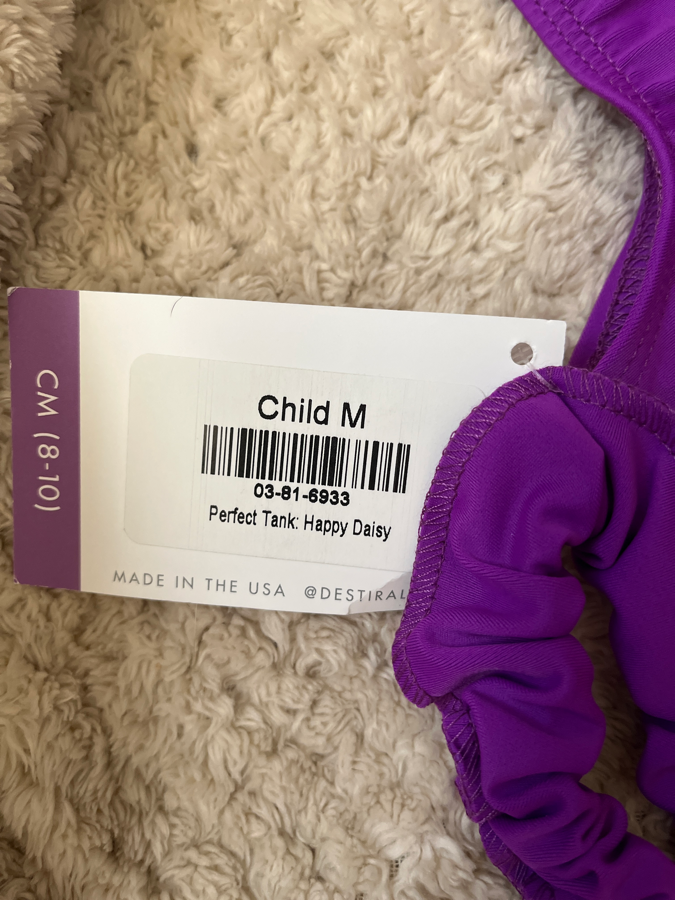 CM (8-10)
Child M
03-81-6933
Perfect Tank: Happy Daisy
MADE IN THE USA